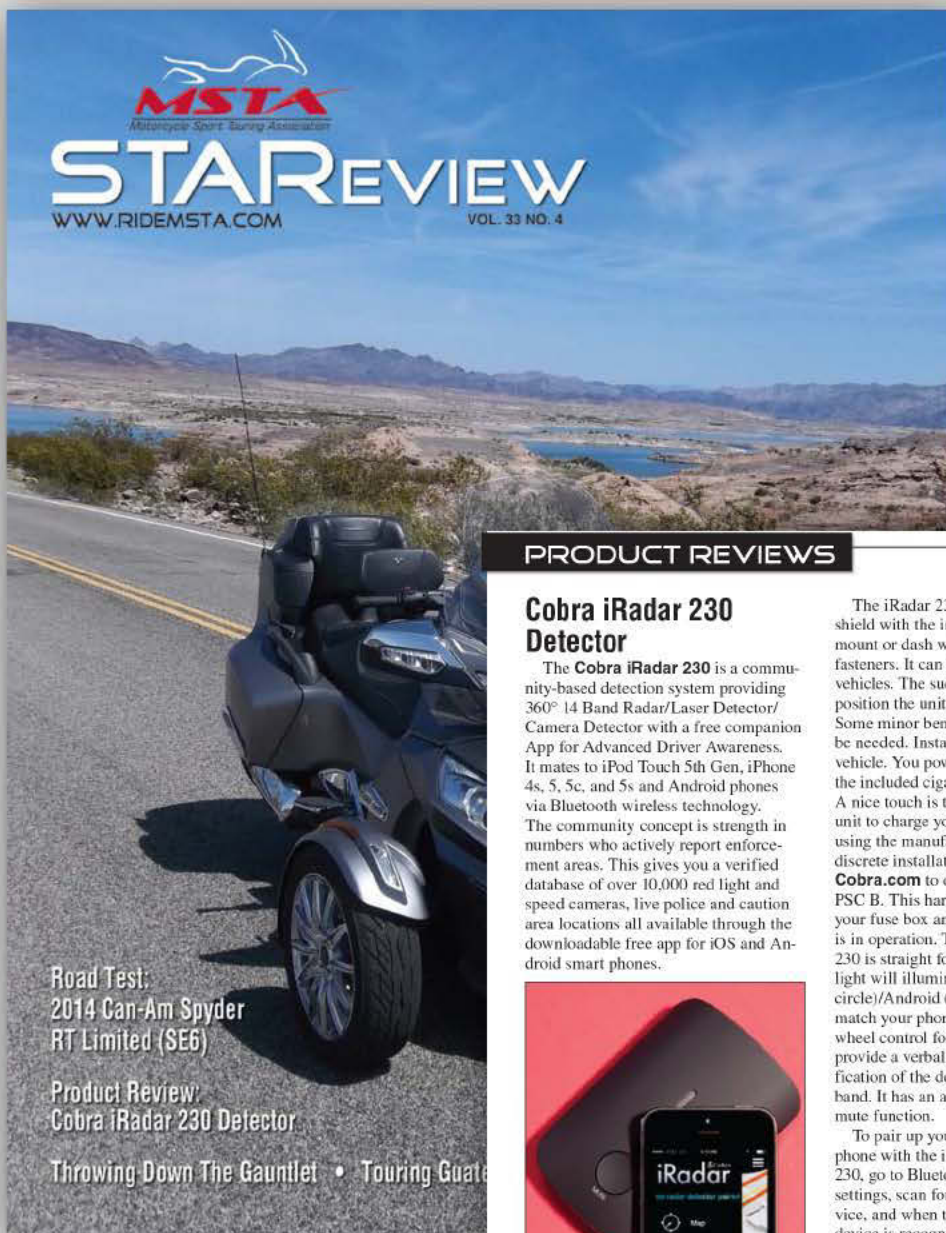 MSTA
Motorcycle Sport Touring Association
STAREVIEW
WWW.RIDEMSTA.COM
VOL. 33 NO. 4
Road Test:
2014 Can-Am Spyder
RT Limited (SE6)
Product Review:
Cobra iRadar 230 Detector
Throwing Down The Gauntlet • Touring
PRODUCT REVIEWS
Cobra iRadar 230
Detector
The Cobra iRadar 230 is a commu-
nity-based detection system providing
360° 14 Band Radar/Laser Detector/
Camera Detector with a free companion
App for Advanced Driver Awareness.
It mates to iPod Touch 5th Gen, iPhone
4s, 5, 5c, and 5s and Android phones
via Bluetooth wireless technology.
The community concept is strength in
numbers who actively report enforce-
ment areas. This gives you a verified
database of over 10,000 red light and
speed cameras, live police and caution
area locations all available through the
downloadable free app for iOS and An-
droid smart phones.
iRadar
Map
The iRadar
shield with the
mount or dash
fasteners. It can
vehicles. The
position the unit
Some minor
be needed.
vehicle. You
the included
A nice touch is
unit to charge
using the
discrete
Cobra.com to
PSC B. This
your fuse box
is in operation.
230 is straight
light will
circle)/Android
match your
wheel control
provide a verbal
fication of the
band. It has an
mute function.
To pair up
phone with the
230, go to
settings, scan
vice, and when
device is